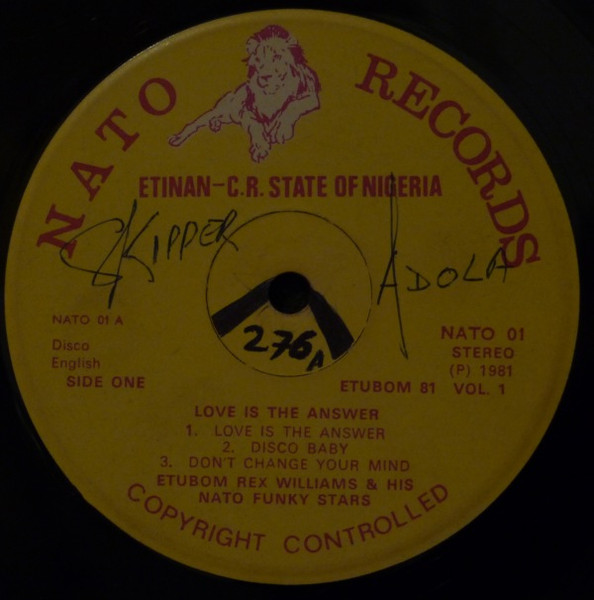 NATO RECORDS
ETINAN-C.R. STATE OF NIGERIA
SKIPPER ADOLA
NATO 01 A
Disco
English
SIDE ONE
276A
NATO 01
STEREO
(P) 1981
ETUBOM 81 VOL. 1
LOVE IS THE ANSWER
1. LOVE IS THE ANSWER
2. DISCO BABY
3. DON'T CHANGE YOUR MIND
ETUBOM REX WILLIAMS & HIS
NATO FUNKY STARS
COPYRIGHT CONTROLLED